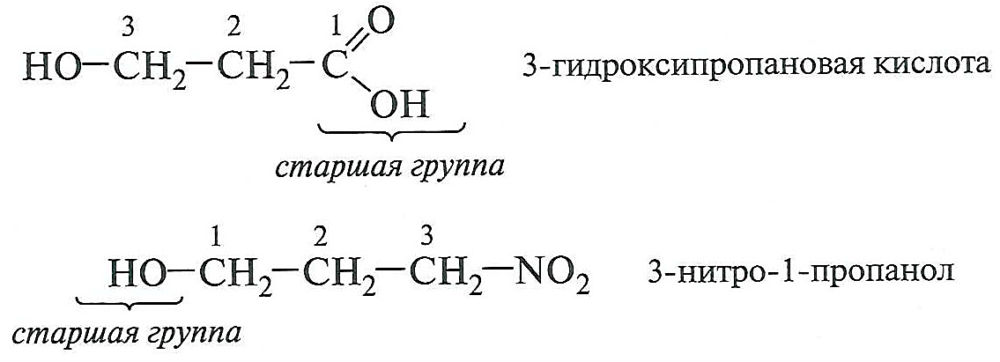 3 2 1 O
HO–CH₂–CH₂–C 3-гидроксипропановая кислота
OH
старшая группа
1 2 3
HO–CH₂–CH₂–CH₂–NO₂ 3-нитро-1-пропанол
старшая группа